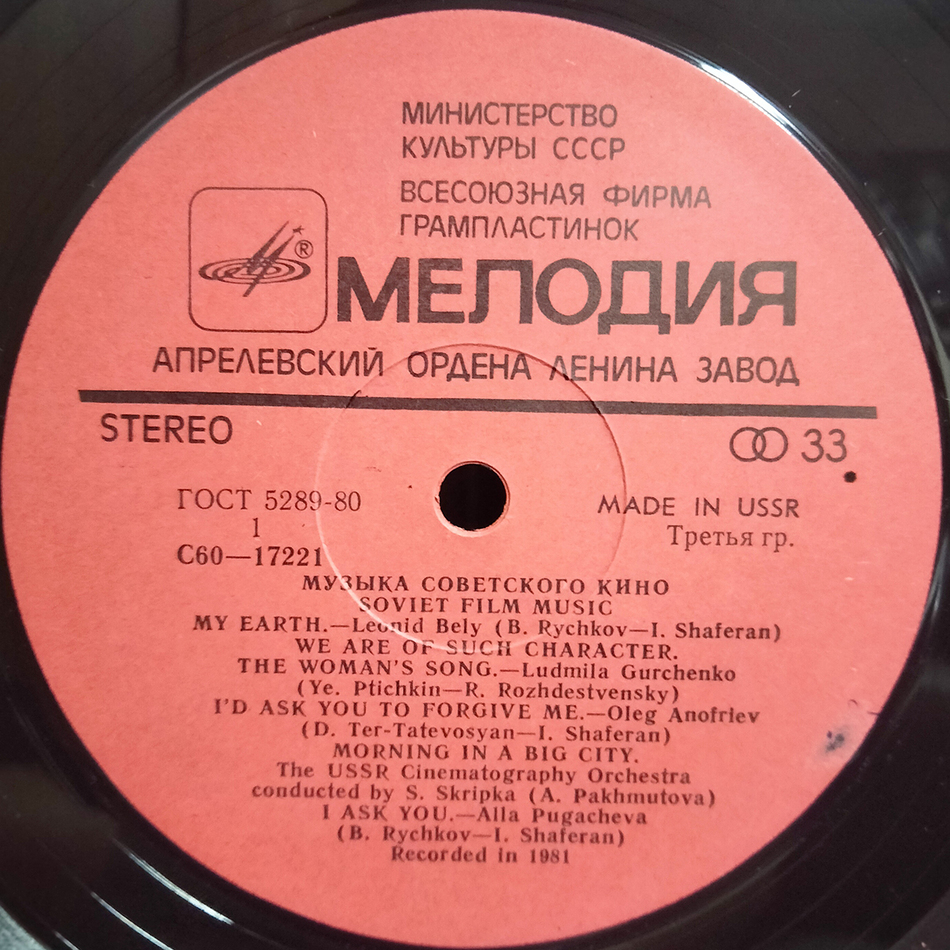 МИНИСТЕРСТВО
КУЛЬТУРЫ СССР
ВСЕСОЮЗНАЯ ФИРМА
ГРАМПЛАСТИНОК
®
МЕЛОДИЯ
АПРЕЛЕВСКИЙ ОРДЕНА ЛЕНИНА ЗАВОД
STEREO
33
ГОСТ 5289-80
MADE IN USSR
1
Третья гр.
С60—17221
МУЗЫКА СОВЕТСКОГО КИНО
SOVIET FILM MUSIC
MY EARTH.—Leonid Bely (B. Rychkov—I. Shaferan)
WE ARE OF SUCH CHARACTER.
THE WOMAN'S SONG.—Ludmila Gurchenko
(Ye. Ptichkin—R. Rozhdestvensky)
I'D ASK YOU TO FORGIVE ME.—Oleg Anofriev
(D. Ter-Tatevosyan—I. Shaferan)
MORNING IN A BIG CITY.
The USSR Cinematography Orchestra
conducted by S. Skripka (A. Pakhmutova)
I ASK YOU.—Alla Pugacheva
(B. Rychkov—I. Shaferan)
Recorded in 1981